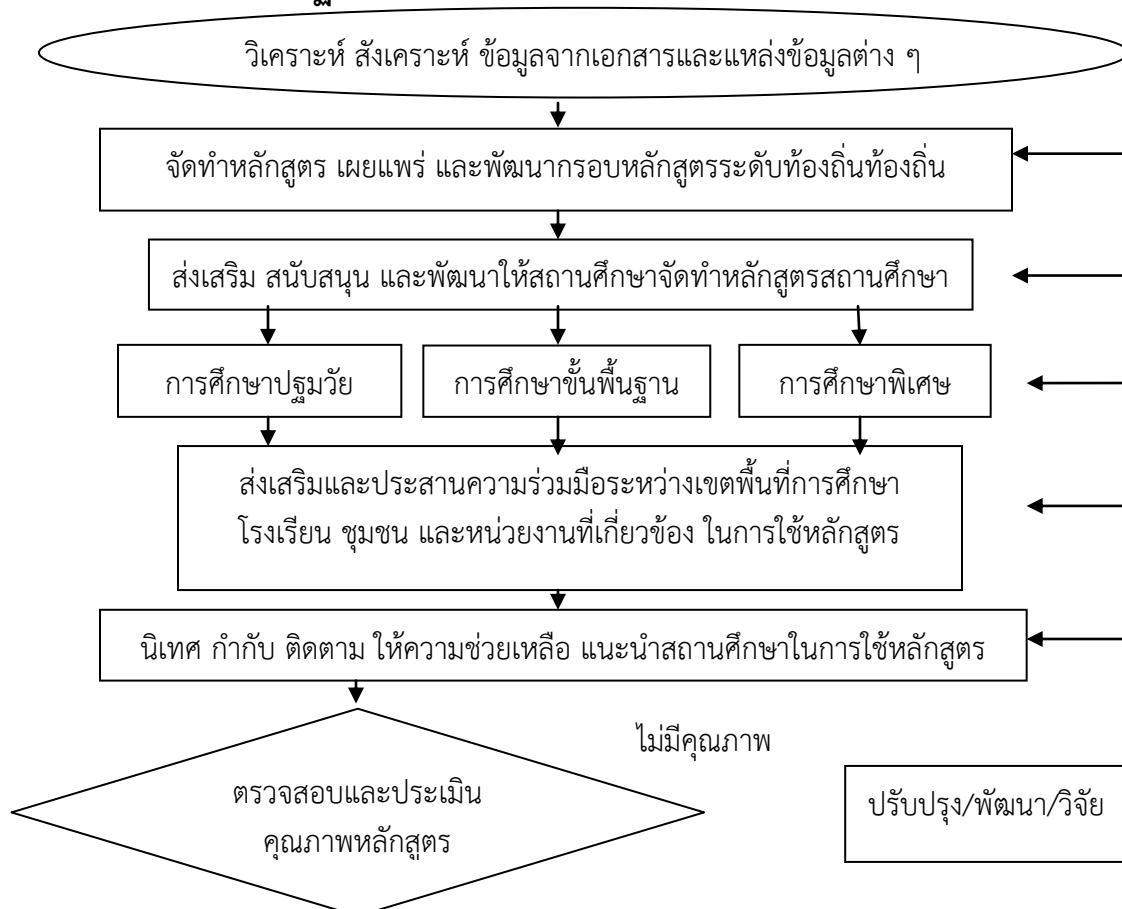 วิเคราะห์ สังเคราะห์ ข้อมูลจากเอกสารและแหล่งข้อมูลต่าง ๆ
จัดทำหลักสูตร เผยแพร่ และพัฒนากรอบหลักสูตรระดับท้องถิ่นท้องถิ่น
ส่งเสริม สนับสนุน และพัฒนาให้สถานศึกษาจัดทำหลักสูตรสถานศึกษา
การศึกษาปฐมวัย
การศึกษาขั้นพื้นฐาน
การศึกษาพิเศษ
ส่งเสริมและประสานความร่วมมือระหว่างเขตพื้นที่การศึกษา
โรงเรียน ชุมชน และหน่วยงานที่เกี่ยวข้อง ในการใช้หลักสูตร
นิเทศ กำกับ ติดตาม ให้ความช่วยเหลือ แนะนำสถานศึกษาในการใช้หลักสูตร
ไม่มีคุณภาพ
ตรวจสอบและประเมิน
คุณภาพหลักสูตร
ปรับปรุง/พัฒนา/วิจัย